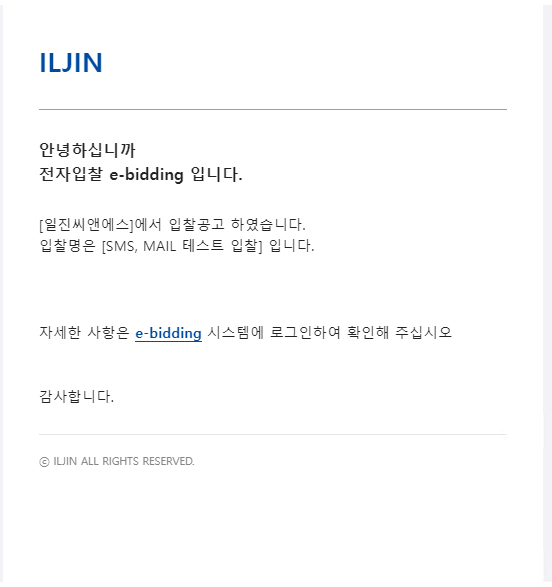 ILJIN
안녕하십니까
전자입찰 e-bidding 입니다.
[일진씨앤에스]에서 입찰공고 하였습니다.
입찰명은 [SMS, MAIL 테스트 입찰] 입니다.
자세한 사항은 e-bidding 시스템에 로그인하여 확인해 주십시오
감사합니다.
ⓒ ILJIN ALL RIGHTS RESERVED.